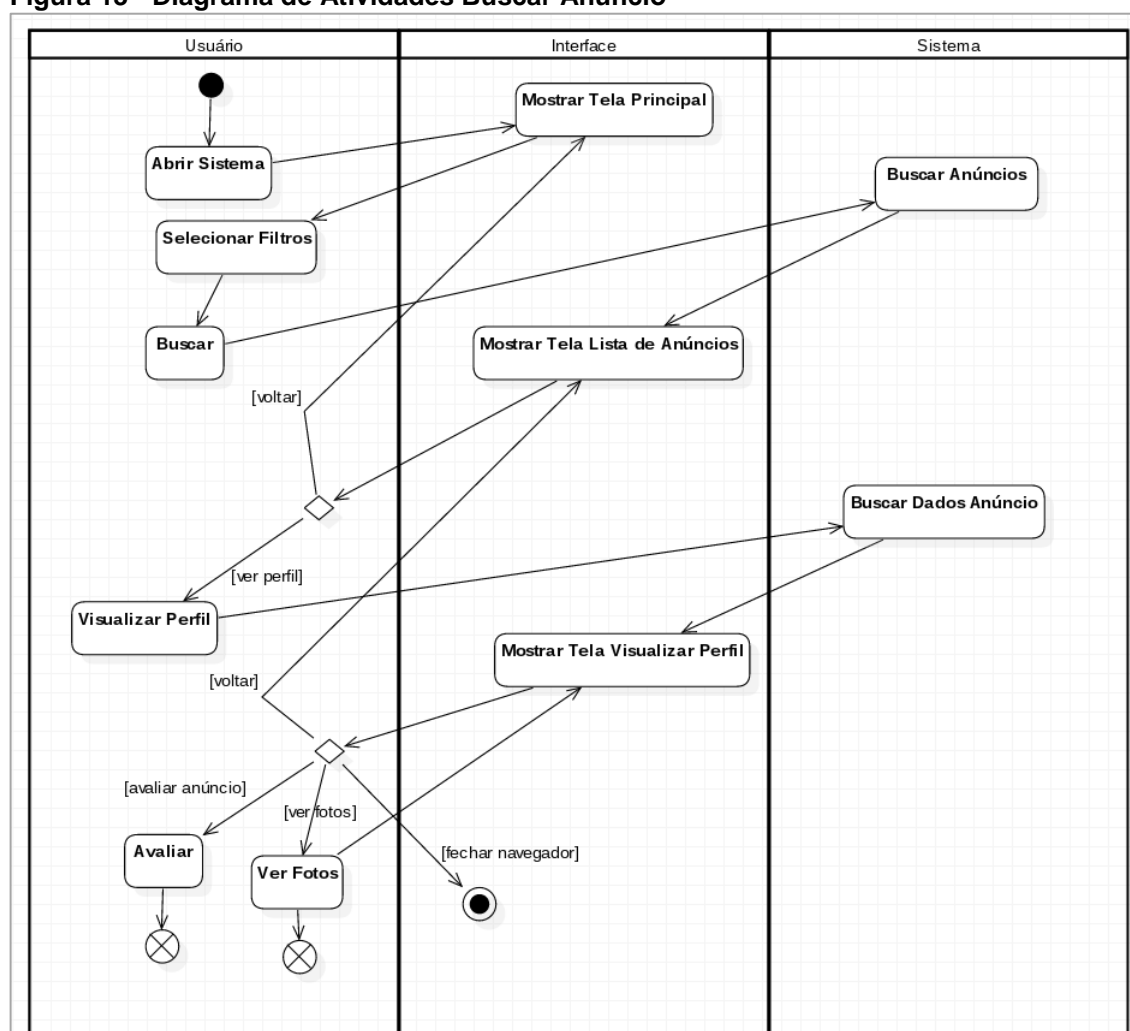 Figura 18 - Diagrama de Atividades Buscar Anúncio
Usuário
Interface
Sistema
Mostrar Tela Principal
Abrir Sistema
Buscar Anúncios
Selecionar Filtros
Buscar
Mostrar Tela Lista de Anúncios
[voltar]
Buscar Dados Anúncio
[ver perfil]
Visualizar Perfil
Mostrar Tela Visualizar Perfil
[voltar]
[avaliar anúncio]
[ver fotos]
Avaliar
[fechar navegador]
Ver Fotos